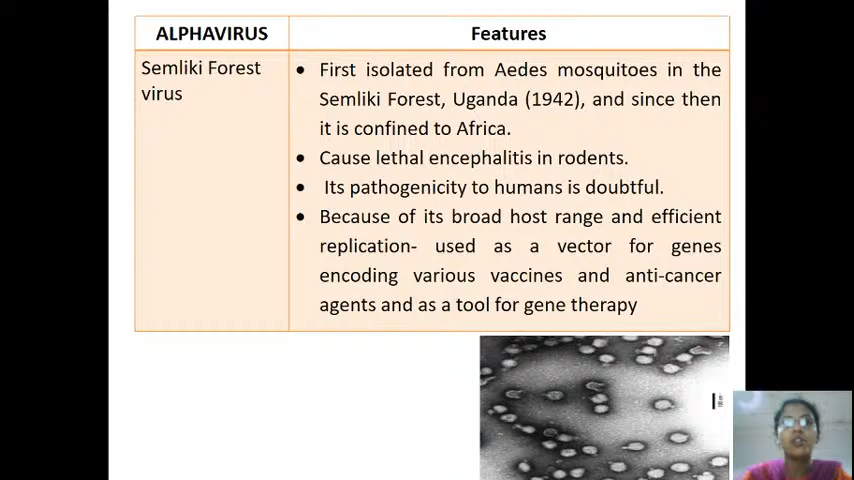 ALPHAVIRUS
Features
Semliki Forest
virus
• First isolated from Aedes mosquitoes in the
Semliki Forest, Uganda (1942), and since then
it is confined to Africa.
• Cause lethal encephalitis in rodents.
• Its pathogenicity to humans is doubtful.
• Because of its broad host range and efficient
replication- used as a vector for genes
encoding various vaccines and anti-cancer
agents and as a tool for gene therapy